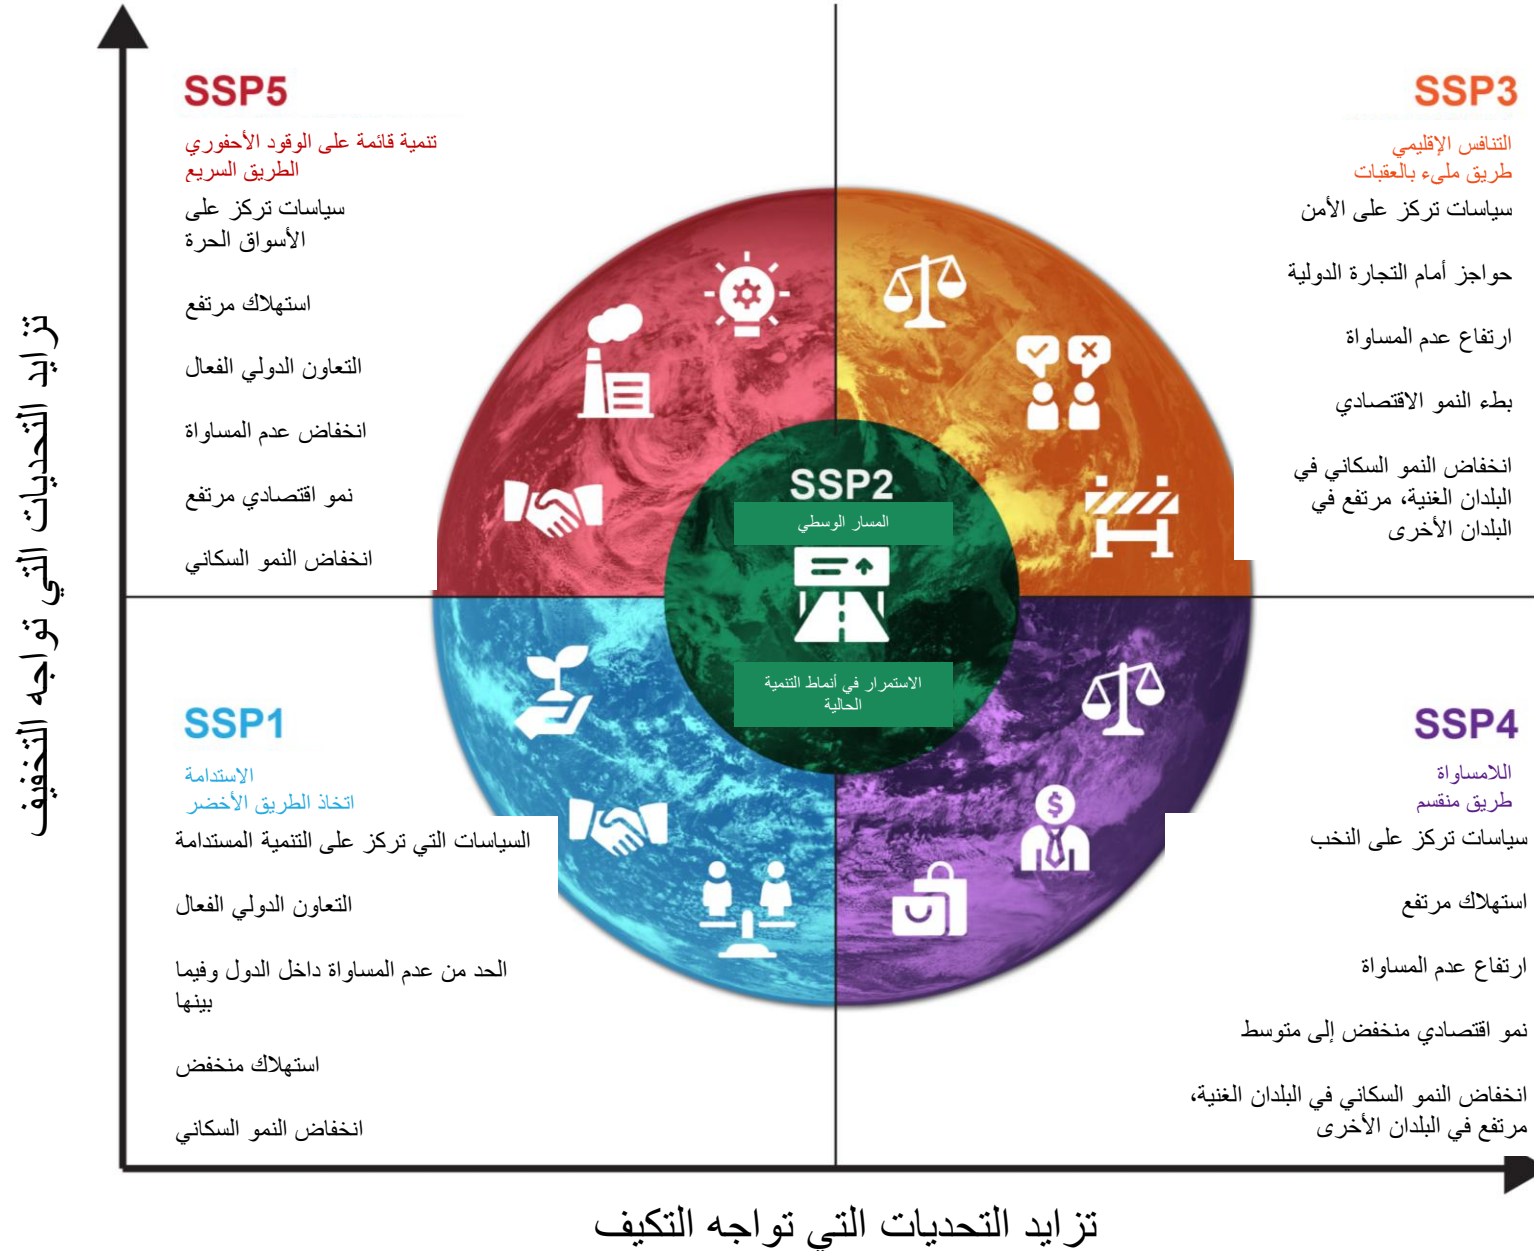 تزايد التحديات التي تواجه التخفيف
SSP5
تنمية قائمة على الوقود الأحفوري
الطريق السريع
سياسات تركز على
الأسواق الحرة
استهلاك مرتفع
التعاون الدولي الفعال
انخفاض عدم المساواة
نمو اقتصادي مرتفع
انخفاض النمو السكاني
SSP3
التنافس الإقليمي
طريق مليء بالعقبات
سياسات تركز على الأمن
حواجز أمام التجارة الدولية
ارتفاع عدم المساواة
بطء النمو الاقتصادي
انخفاض النمو السكاني في
البلدان الغنية، مرتفع في
البلدان الأخرى
SSP2
المسار الوسطي
الاستمرار في أنماط التنمية
الحالية
SSP1
الاستدامة
اتخاذ الطريق الأخضر
السياسات التي تركز على التنمية المستدامة
التعاون الدولي الفعال
الحد من عدم المساواة داخل الدول وفيما
بينها
استهلاك منخفض
انخفاض النمو السكاني
SSP4
اللامساواة
طريق منقسم
سياسات تركز على النخب
استهلاك مرتفع
ارتفاع عدم المساواة
نمو اقتصادي منخفض إلى متوسط
انخفاض النمو السكاني في البلدان الغنية،
مرتفع في البلدان الأخرى
تزايد التحديات التي تواجه التكيف